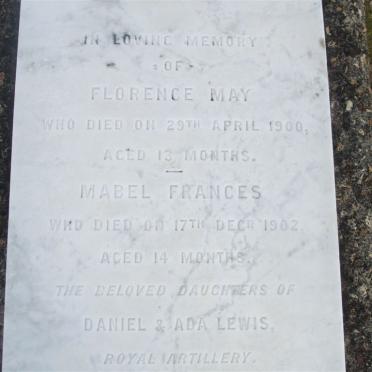 IN LOVING MEMORY
OF
FLORENCE MAY
WHO DIED ON 29TH APRIL 1900,
AGED 13 MONTHS.
MABEL FRANCES
WHO DIED ON 17TH DECR 1902,
AGED 14 MONTHS.
THE BELOVED DAUGHTERS OF
DANIEL & ADA LEWIS,
ROYAL ARTILLERY.